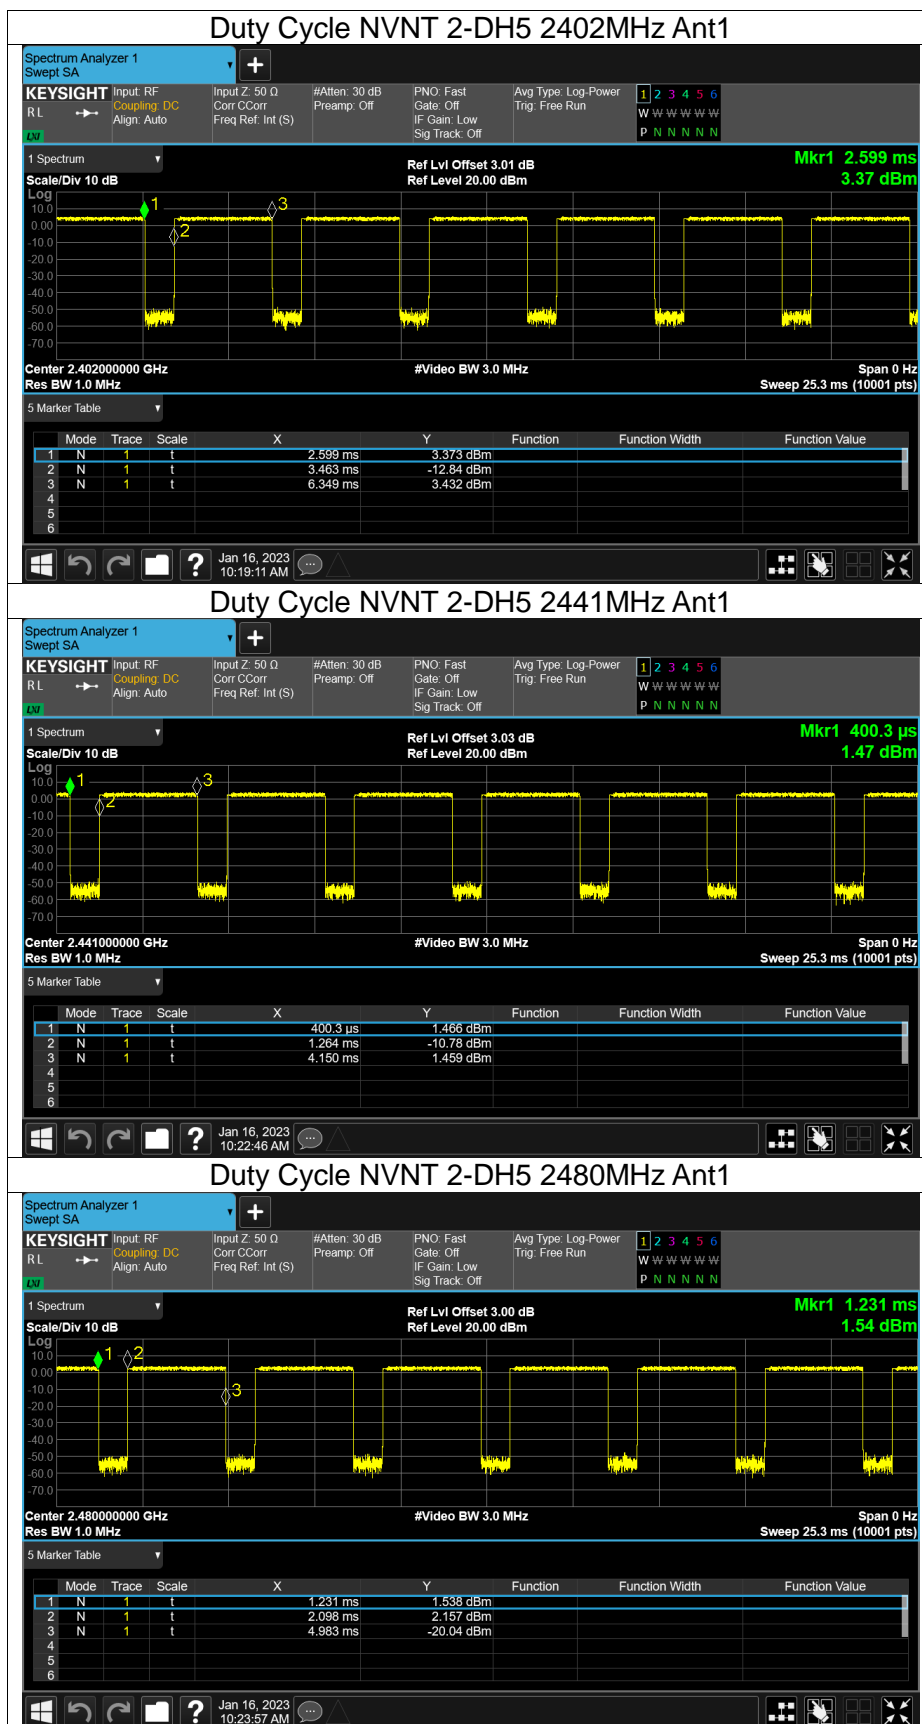 Duty Cycle NVNT 2-DH5 2402MHz Ant1
Spectrum Analyzer 1
Swept SA
+
KEYSIGHT Input: RF Input Z: 50 Ω #Atten: 30 dB PNO: Fast Avg Type: Log-Power 1 2 3 4 5 6
R L Coupling: DC Corr CCorr Preamp: Off Gate: Off Trig: Free Run W W W W W W
Align: Auto Freq Ref: Int (S) IF Gain: Low P N N N N N
LXI Sig Track: Off
1 Spectrum Ref Lvl Offset 3.01 dB Mkr1 2.599 ms
Scale/Div 10 dB Ref Level 20.00 dBm 3.37 dBm
Log
10.0 1 3
0.00 2
-10.0
-20.0
-30.0
-40.0
-50.0
-60.0
-70.0
Center 2.402000000 GHz #Video BW 3.0 MHz Span 0 Hz
Res BW 1.0 MHz Sweep 25.3 ms (10001 pts)
5 Marker Table
Mode Trace Scale X Y Function Function Width Function Value
1 N 1 t 2.599 ms 3.373 dBm
2 N 1 t 3.463 ms -12.84 dBm
3 N 1 t 6.349 ms 3.432 dBm
4
5
6
? Jan 16, 2023
10:19:11 AM
Duty Cycle NVNT 2-DH5 2441MHz Ant1
Spectrum Analyzer 1
Swept SA
+
KEYSIGHT Input: RF Input Z: 50 Ω #Atten: 30 dB PNO: Fast Avg Type: Log-Power 1 2 3 4 5 6
R L Coupling: DC Corr CCorr Preamp: Off Gate: Off Trig: Free Run W W W W W W
Align: Auto Freq Ref: Int (S) IF Gain: Low P N N N N N
LXI Sig Track: Off
1 Spectrum Ref Lvl Offset 3.03 dB Mkr1 400.3 µs
Scale/Div 10 dB Ref Level 20.00 dBm 1.47 dBm
Log
10.0 1 3
0.00 2
-10.0
-20.0
-30.0
-40.0
-50.0
-60.0
-70.0
Center 2.441000000 GHz #Video BW 3.0 MHz Span 0 Hz
Res BW 1.0 MHz Sweep 25.3 ms (10001 pts)
5 Marker Table
Mode Trace Scale X Y Function Function Width Function Value
1 N 1 t 400.3 µs 1.466 dBm
2 N 1 t 1.264 ms -10.78 dBm
3 N 1 t 4.150 ms 1.459 dBm
4
5
6
? Jan 16, 2023
10:22:46 AM
Duty Cycle NVNT 2-DH5 2480MHz Ant1
Spectrum Analyzer 1
Swept SA
+
KEYSIGHT Input: RF Input Z: 50 Ω #Atten: 30 dB PNO: Fast Avg Type: Log-Power 1 2 3 4 5 6
R L Coupling: DC Corr CCorr Preamp: Off Gate: Off Trig: Free Run W W W W W W
Align: Auto Freq Ref: Int (S) IF Gain: Low P N N N N N
LXI Sig Track: Off
1 Spectrum Ref Lvl Offset 3.00 dB Mkr1 1.231 ms
Scale/Div 10 dB Ref Level 20.00 dBm 1.54 dBm
Log
10.0 1 2
0.00
-10.0 3
-20.0
-30.0
-40.0
-50.0
-60.0
-70.0
Center 2.480000000 GHz #Video BW 3.0 MHz Span 0 Hz
Res BW 1.0 MHz Sweep 25.3 ms (10001 pts)
5 Marker Table
Mode Trace Scale X Y Function Function Width Function Value
1 N 1 t 1.231 ms 1.538 dBm
2 N 1 t 2.098 ms 2.157 dBm
3 N 1 t 4.983 ms -20.04 dBm
4
5
6
? Jan 16, 2023
10:23:57 AM